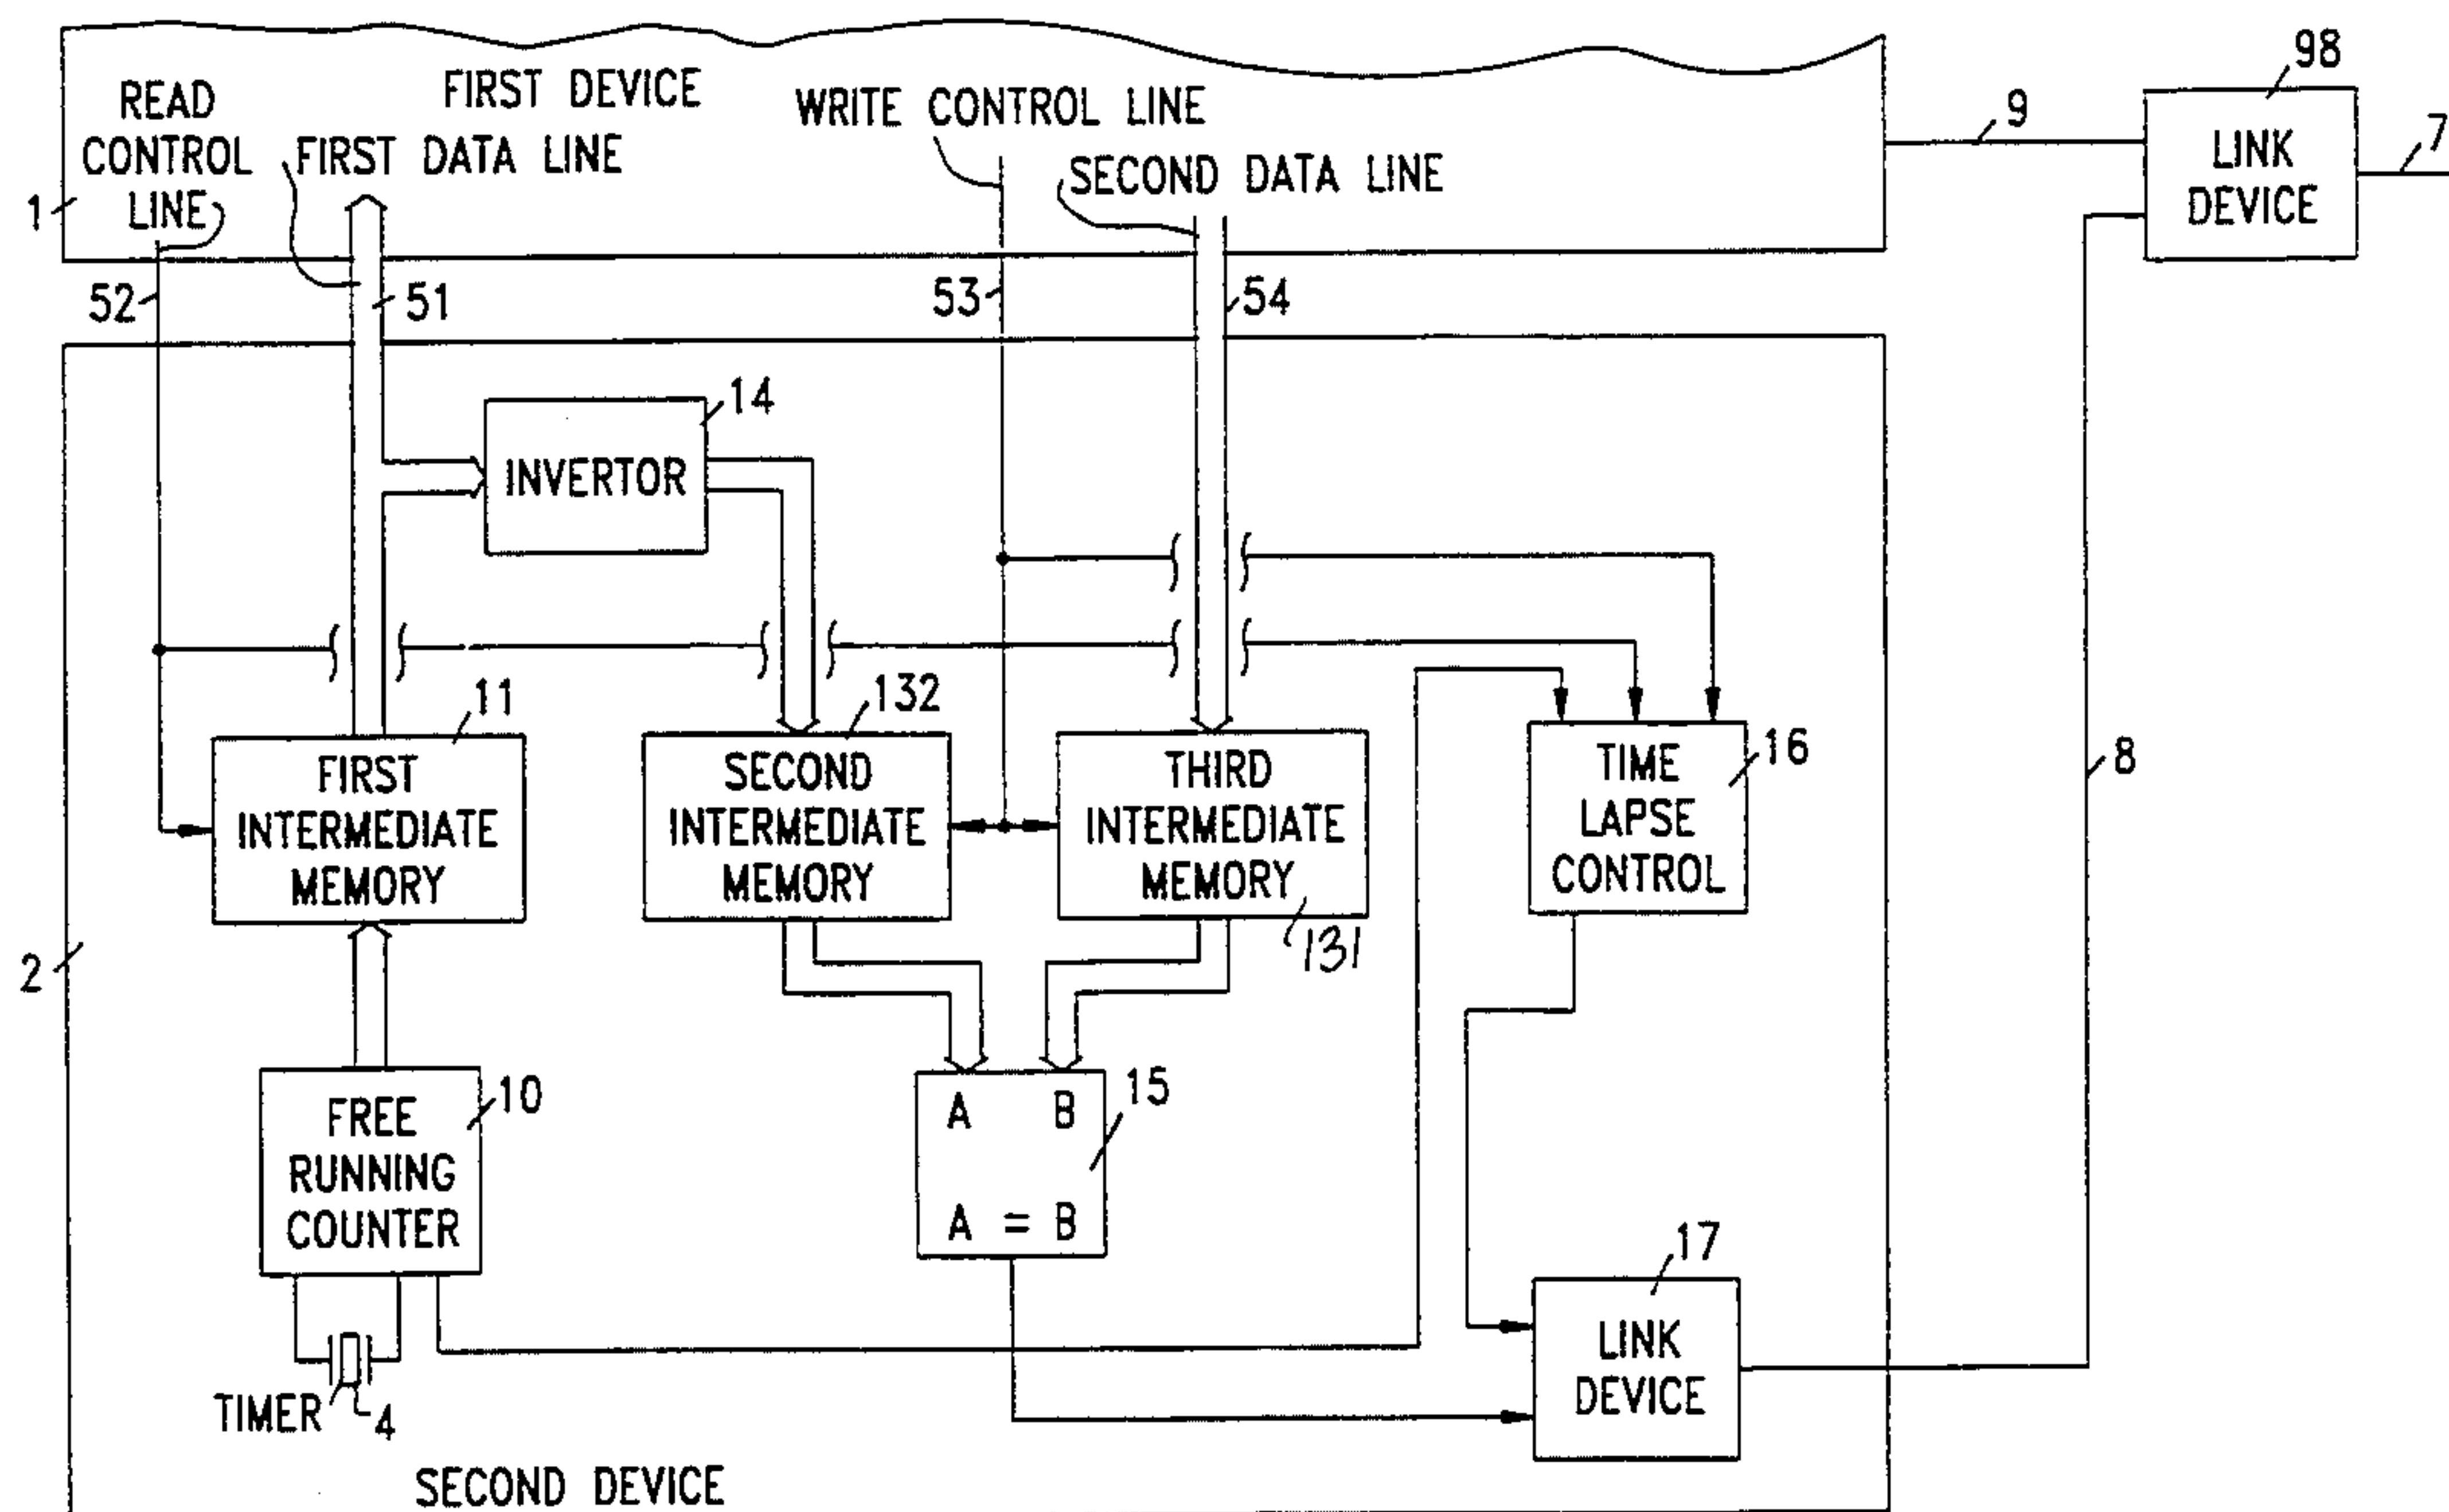 FIRST DEVICE
READ
CONTROL
LINE
FIRST DATA LINE
WRITE CONTROL LINE
SECOND DATA LINE
98
LINK
DEVICE
9
7
1
52
51
53
54
14
INVERTOR
11
FIRST
INTERMEDIATE
MEMORY
132
SECOND
INTERMEDIATE
MEMORY
THIRD
INTERMEDIATE
MEMORY
131
TIME
LAPSE
CONTROL
16
8
2
FREE
RUNNING
COUNTER
10
A B
A = B
15
17
LINK
DEVICE
TIMER
4
SECOND DEVICE